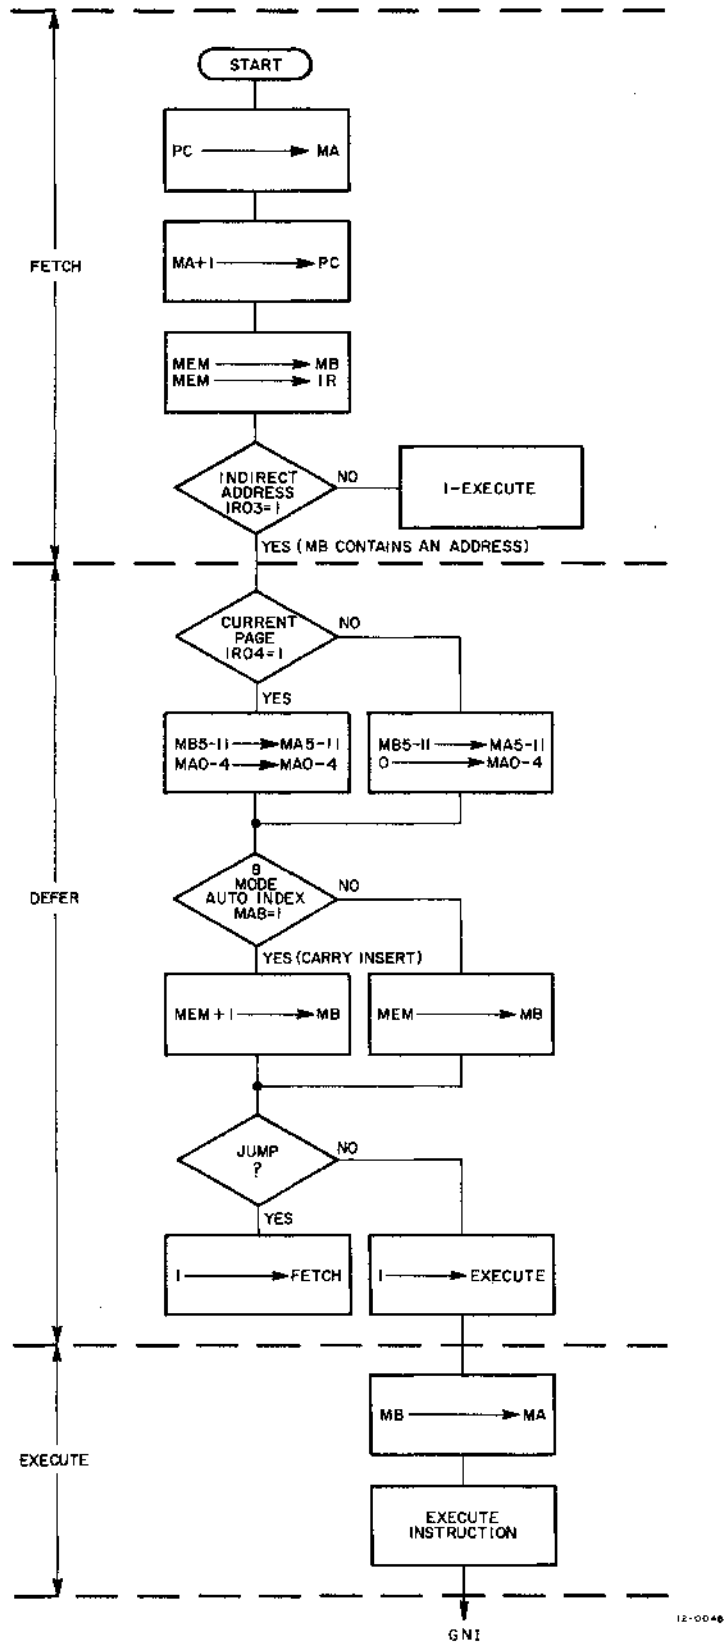 START
PC → MA
MA+1 → PC
FETCH
MEM → MB
MEM → IR
INDIRECT
ADDRESS
IR03=1
NO
1-EXECUTE
YES (MB CONTAINS AN ADDRESS)
CURRENT
PAGE
IR04=1
NO
YES
MB5-11 → MA5-11
MA0-4 → MA0-4
MB5-11 → MA5-11
0 → MA0-4
DEFER
8
MODE
AUTO INDEX
MA8=1
NO
YES (CARRY INSERT)
MEM+1 → MB
MEM → MB
JUMP
?
NO
YES
1 → FETCH
1 → EXECUTE
EXECUTE
MB → MA
EXECUTE
INSTRUCTION
GNI
12-0048